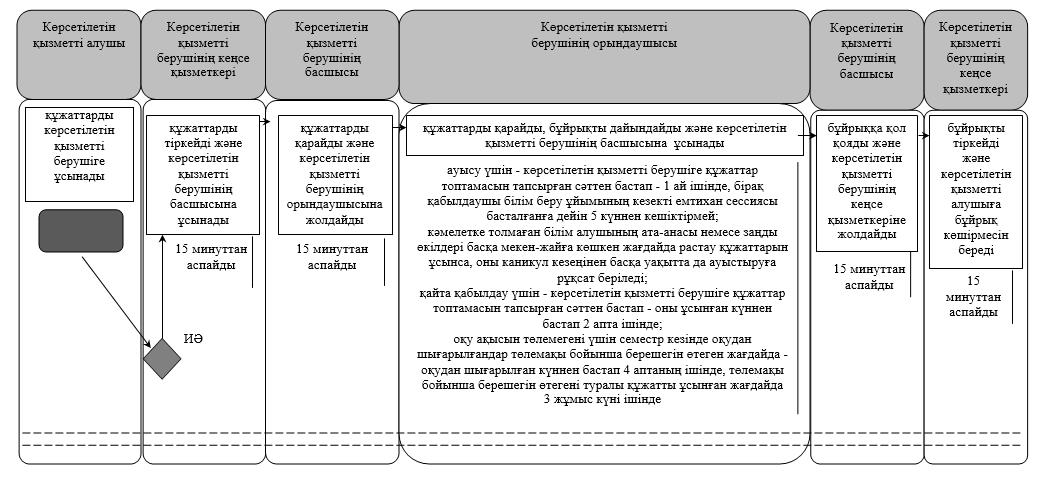 Көрсетілетін
қызметті алушы
Көрсетілетін
қызметті
берушінің кеңсе
қызметкері
Көрсетілетін
қызметті
берушінің
басшысы
Көрсетілетін қызметті
берушінің орындаушысы
Көрсетілетін
қызметті
берушінің
басшысы
Көрсетілетін
қызметті
берушінің
кеңсе
қызметкері
құжаттарды
көрсетілетін
қызметті
берушіге
ұсынады
құжаттарды
тіркейді және
көрсетілетін
қызметті
берушінің
басшысына
ұсынады
15 минуттан
аспайды
ИӘ
құжаттарды
қарайды және
көрсетілетін
қызметті
берушінің
орындаушысына
жолдайды
15 минуттан
аспайды
құжаттарды қарайды, бұйрықты дайындайды және көрсетілетін
қызметті берушінің басшысына ұсынады
ауысу үшін - көрсетілетін қызметті берушіге құжаттар
топтамасын тапсырған сәттен бастап - 1 ай ішінде, бірақ
қабылдаушы білім беру ұйымының кезекті емтихан сессиясы
басталғанға дейін 5 күннен кешіктірмей;
кәмелетке толмаған білім алушының ата-анасы немесе заңды
өкілдері басқа мекен-жайға көшкен жағдайда растау құжаттарын
ұсынса, оны каникул кезеңінен басқа уақытта да ауыстыруға
рұқсат беріледі;
қайта қабылдау үшін - көрсетілетін қызметті берушіге құжаттар
топтамасын тапсырған сәттен бастап - оны ұсынған күннен
бастап 2 апта ішінде;
оқу ақысын төлемегені үшін семестр кезінде оқудан
шығарылғандар төлемақы бойынша берешегін өтеген жағдайда -
оқудан шығарылған күннен бастап 4 аптаның ішінде, төлемақы
бойынша берешегін өтегені туралы құжатты ұсынған жағдайда
3 жұмыс күні ішінде
бұйрыққа қол
қояды және
көрсетілетін
қызметті
берушінің
кеңсе
қызметкеріне
жолдайды
15 минуттан
аспайды
бұйрықты
тіркейді
және
көрсетілетін
қызметті
алушыға
бұйрық
көшірмесін
береді
15
минуттан
аспайды